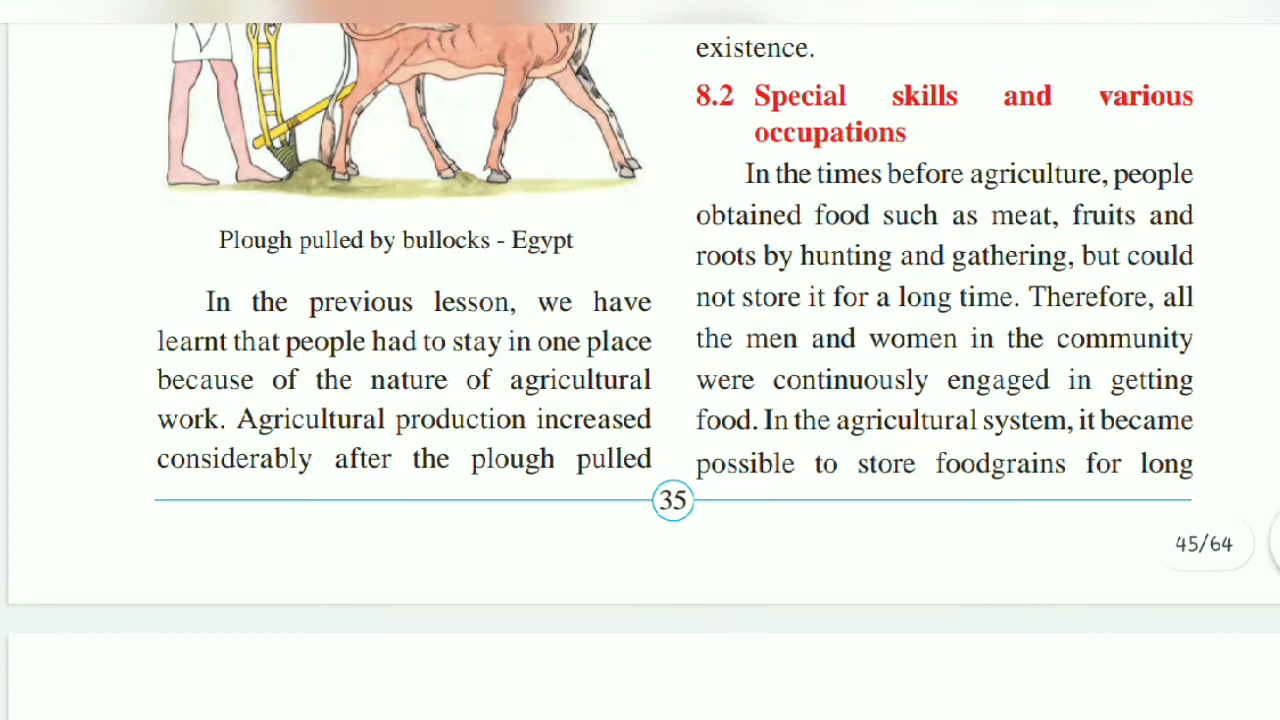 Plough pulled by bullocks - Egypt
In the previous lesson, we have
learnt that people had to stay in one place
because of the nature of agricultural
work. Agricultural production increased
considerably after the plough pulled
existence.
8.2 Special skills and various
occupations
In the times before agriculture, people
obtained food such as meat, fruits and
roots by hunting and gathering, but could
not store it for a long time. Therefore, all
the men and women in the community
were continuously engaged in getting
food. In the agricultural system, it became
possible to store foodgrains for long
35
45/64